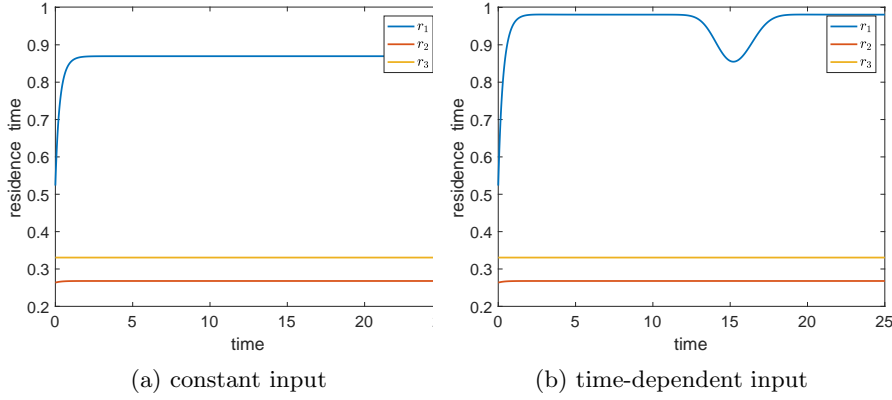 1
0.9
0.8
0.7
0.6
0.5
0.4
0.3
0.2
residence time
0 5 10 15 20
time
r1
r2
r3
(a) constant input
1
0.9
0.8
0.7
0.6
0.5
0.4
0.3
0.2
residence time
0 5 10 15 20 25
time
r1
r2
r3
(b) time-dependent input